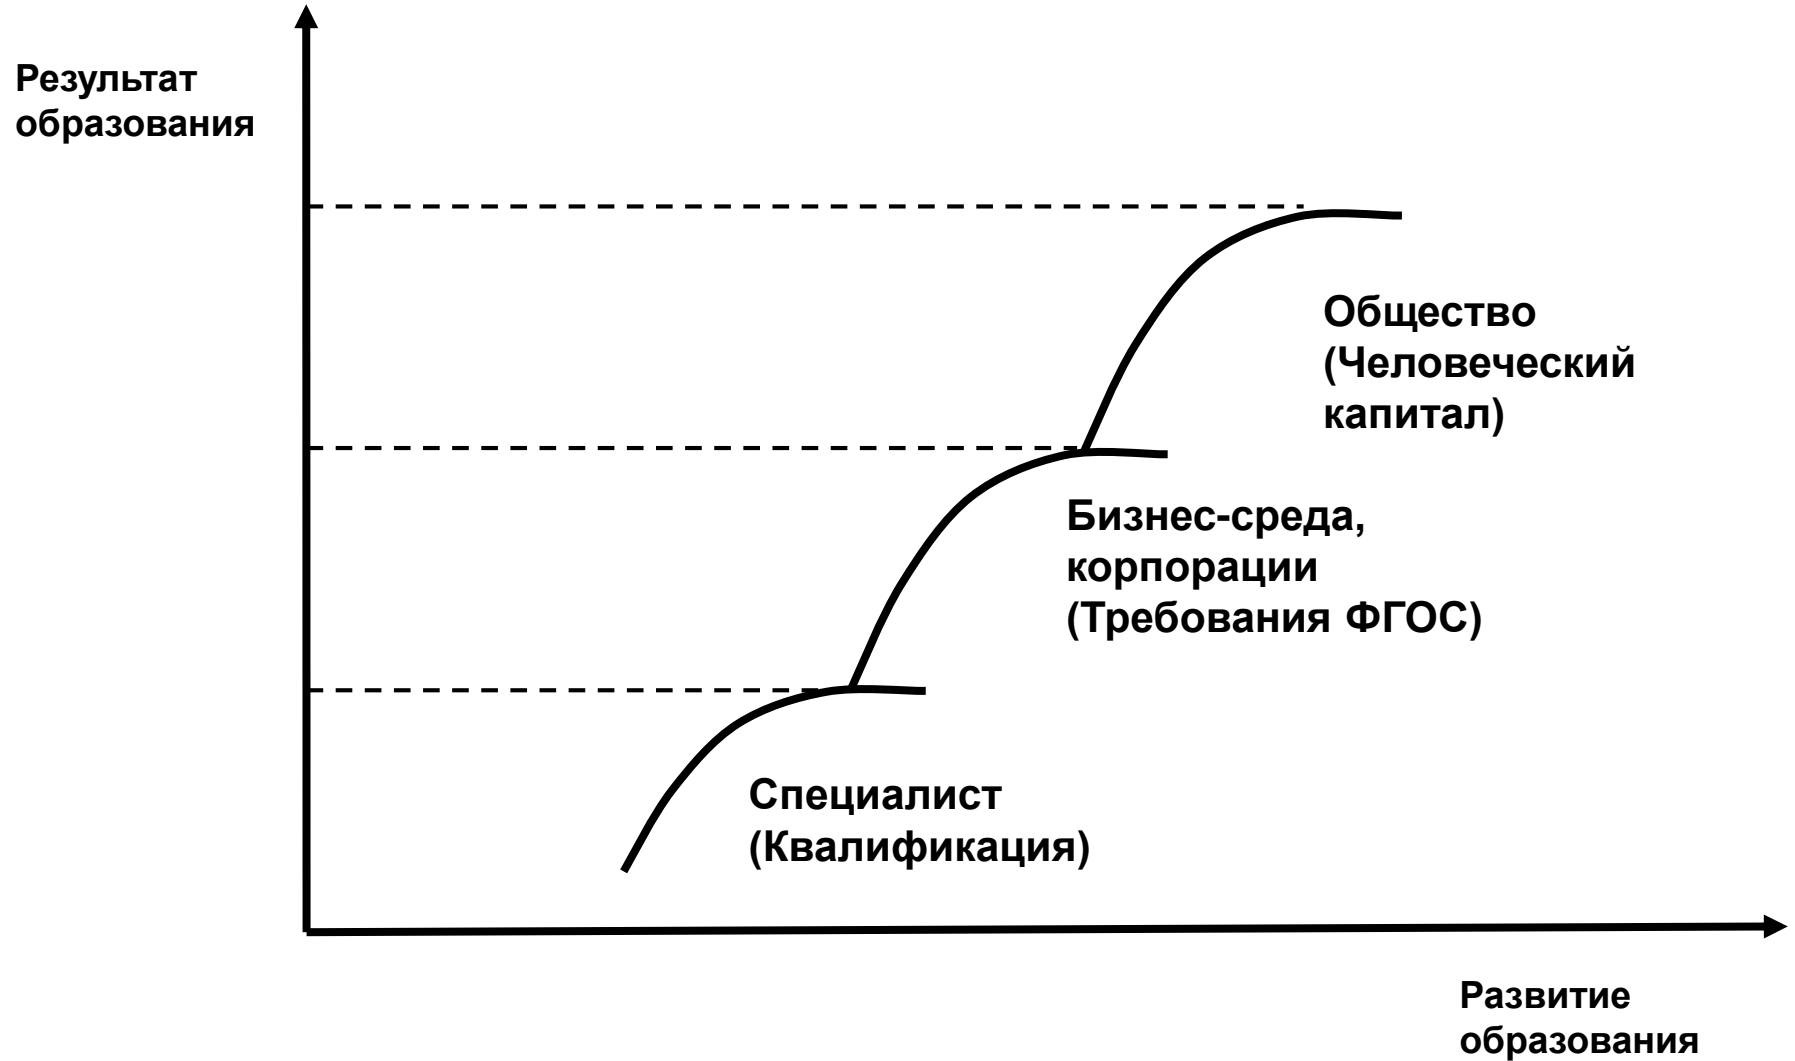 Результат
образования
Общество
(Человеческий
капитал)
Бизнес-среда,
корпорации
(Требования ФГОС)
Специалист
(Квалификация)
Развитие
образования